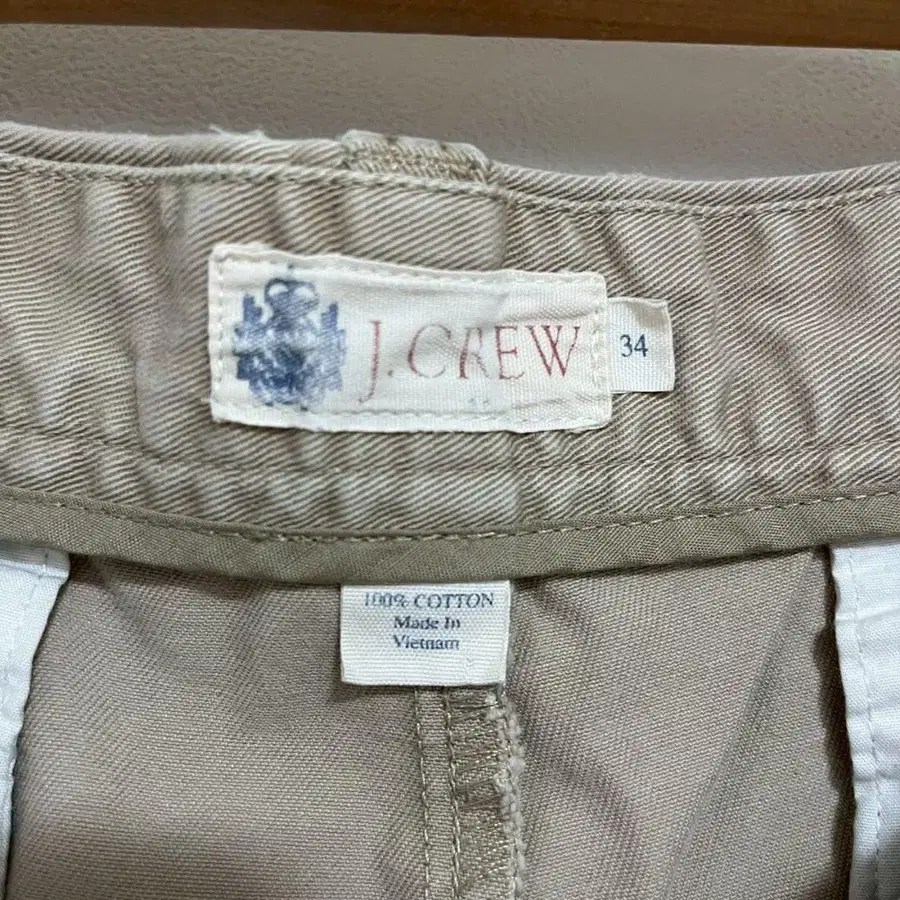 J.CREW
34
100% COTTON
Made In
Vietnam